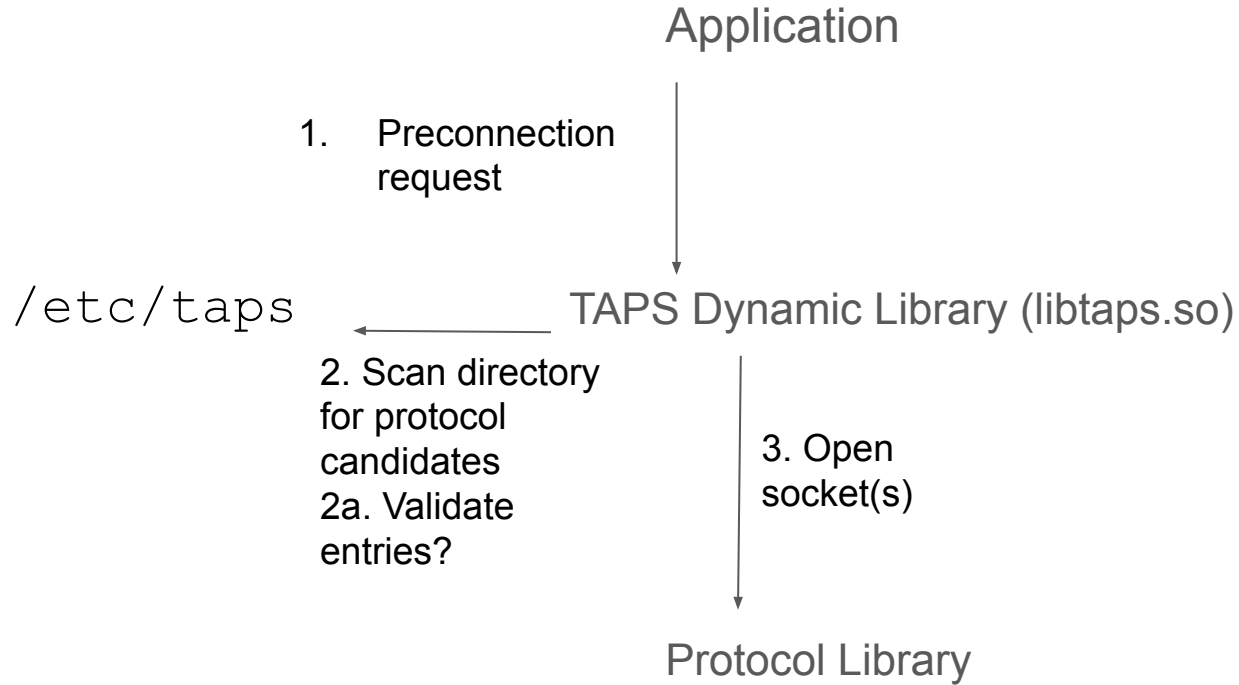 Application
1. Preconnection
request
/etc/taps
TAPS Dynamic Library (libtaps.so)
2. Scan directory
for protocol
candidates
2a. Validate
entries?
3. Open
socket(s)
Protocol Library